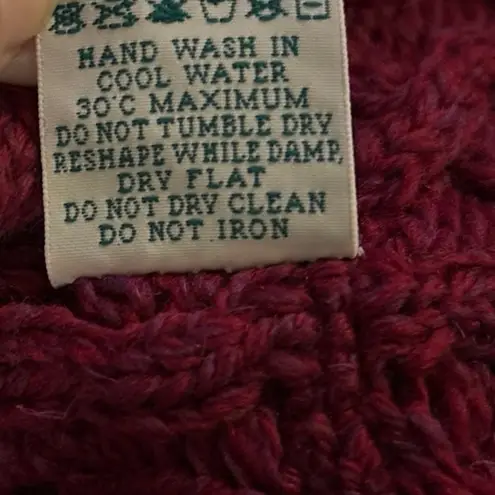 HAND WASH IN
COOL WATER
30°C MAXIMUM
DO NOT TUMBLE DRY
RESHAPE WHILE DAMP,
DRY FLAT
DO NOT DRY CLEAN
DO NOT IRON